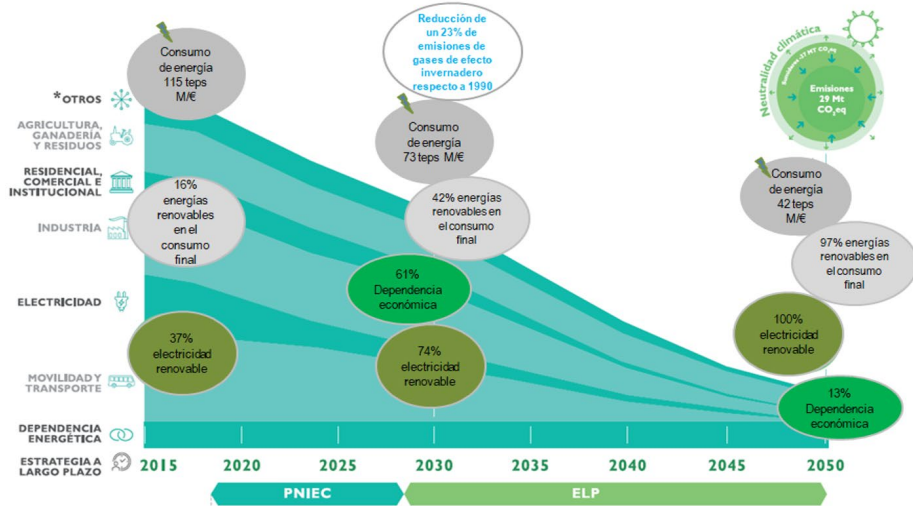 Consumo
de energía
115 teps
M/€
Reducción de
un 23% de
emisiones de
gases de efecto
invernadero
respecto a 1990
Neutralidad climática
Emisiones
29 Mt
CO₂eq
*OTROS
AGRICULTURA,
GANADERÍA
Y RESIDUOS
RESIDENCIAL,
COMERCIAL E
INSTITUCIONAL
INDUSTRIA
ELECTRICIDAD
MOVILIDAD Y
TRANSPORTE
DEPENDENCIA
ENERGÉTICA
ESTRATEGIA A
LARGO PLAZO
Consumo
de energía
73 teps M/€
Consumo
de energía
42 teps
M/€
16%
energías
renovables
en el
consumo
final
42% energías
renovables en
el consumo
final
97% energías
renovables en
el consumo
final
61%
Dependencia
económica
37%
electricidad
renovable
74%
electricidad
renovable
100%
electricidad
renovable
13%
Dependencia
económica
2015 2020 2025 2030 2035 2040 2045 2050
PNIEC ELP